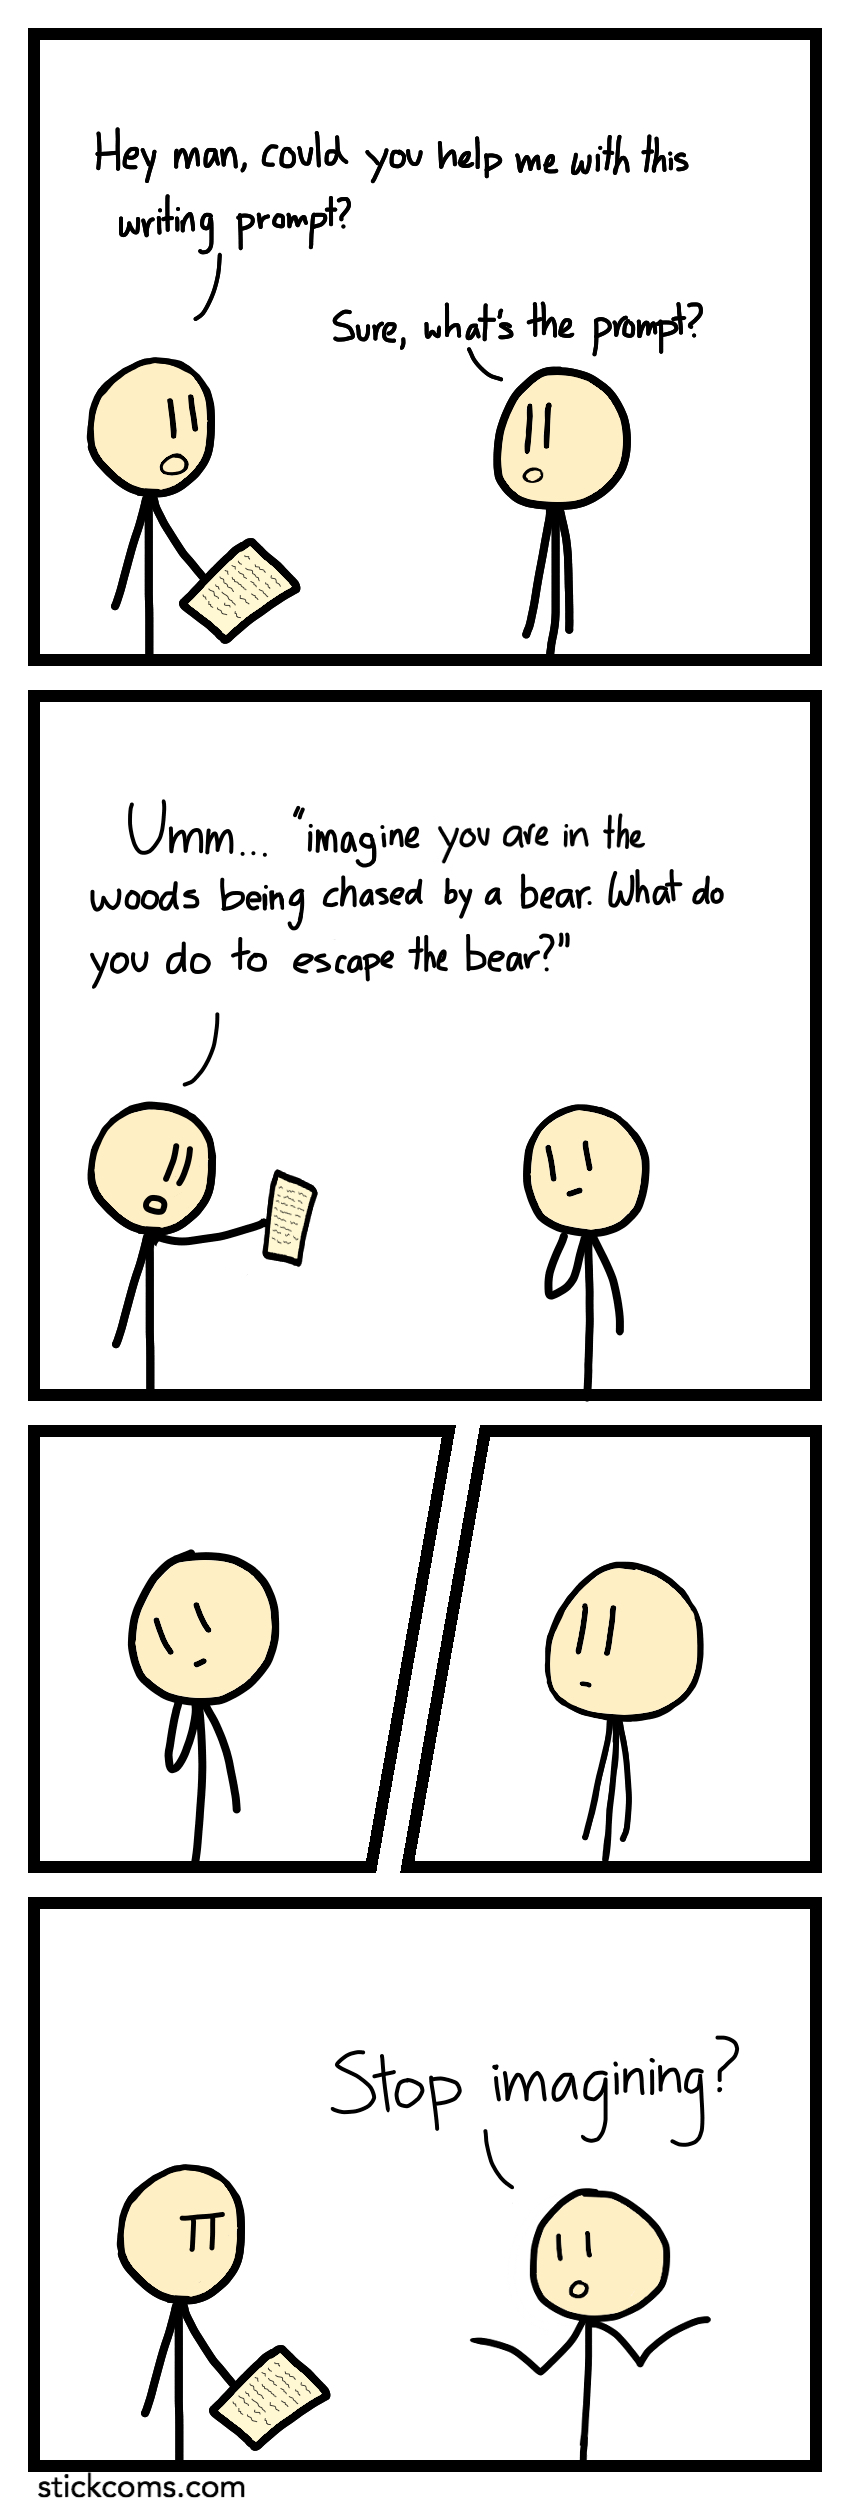 Hey man, could you help me with this
writing prompt?
Sure, what's the prompt?
Umm... "imagine you are in the
woods being chased by a bear. What do
you do to escape the bear?"
Stop imagining?
stickcoms.com